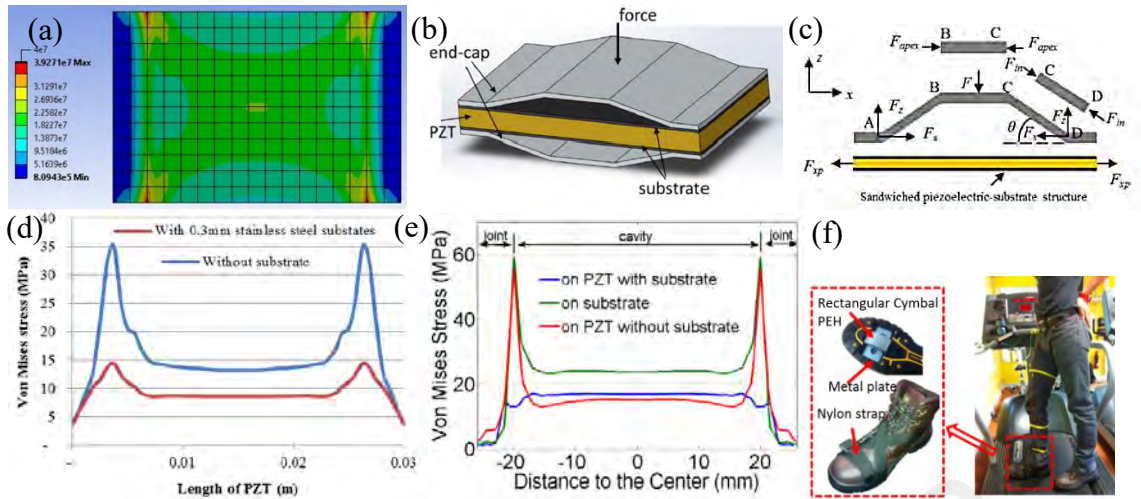 (a)
4e7
3.9271e7 Max
3.1291e7
2.6936e7
2.2582e7
1.8227e7
1.3873e7
9.5184e6
5.1639e6
8.0943e5 Min
(b)
force
end-cap
PZT
substrate
(c)
B
C
F_apex
F_apex
z
x
F_in
C
D
F_in
B
F
C
A
F_z
F_x
θ
F_z
F_x
D
F_xp
F_xp
Sandwiched piezoelectric-substrate structure
(d)
With 0.3mm stainless steel substates
Without substrate
Von Mises stress (MPa)
40
35
30
25
20
15
10
5
-
-
0.01
0.02
0.03
Length of PZT (m)
(e)
joint
cavity
joint
on PZT with substrate
on substrate
on PZT without substrate
Von Mises Stress (MPa)
60
40
20
0
-20
-10
0
10
20
Distance to the Center (mm)
(f)
Rectangular Cymbal
PEH
Metal plate
Nylon strap